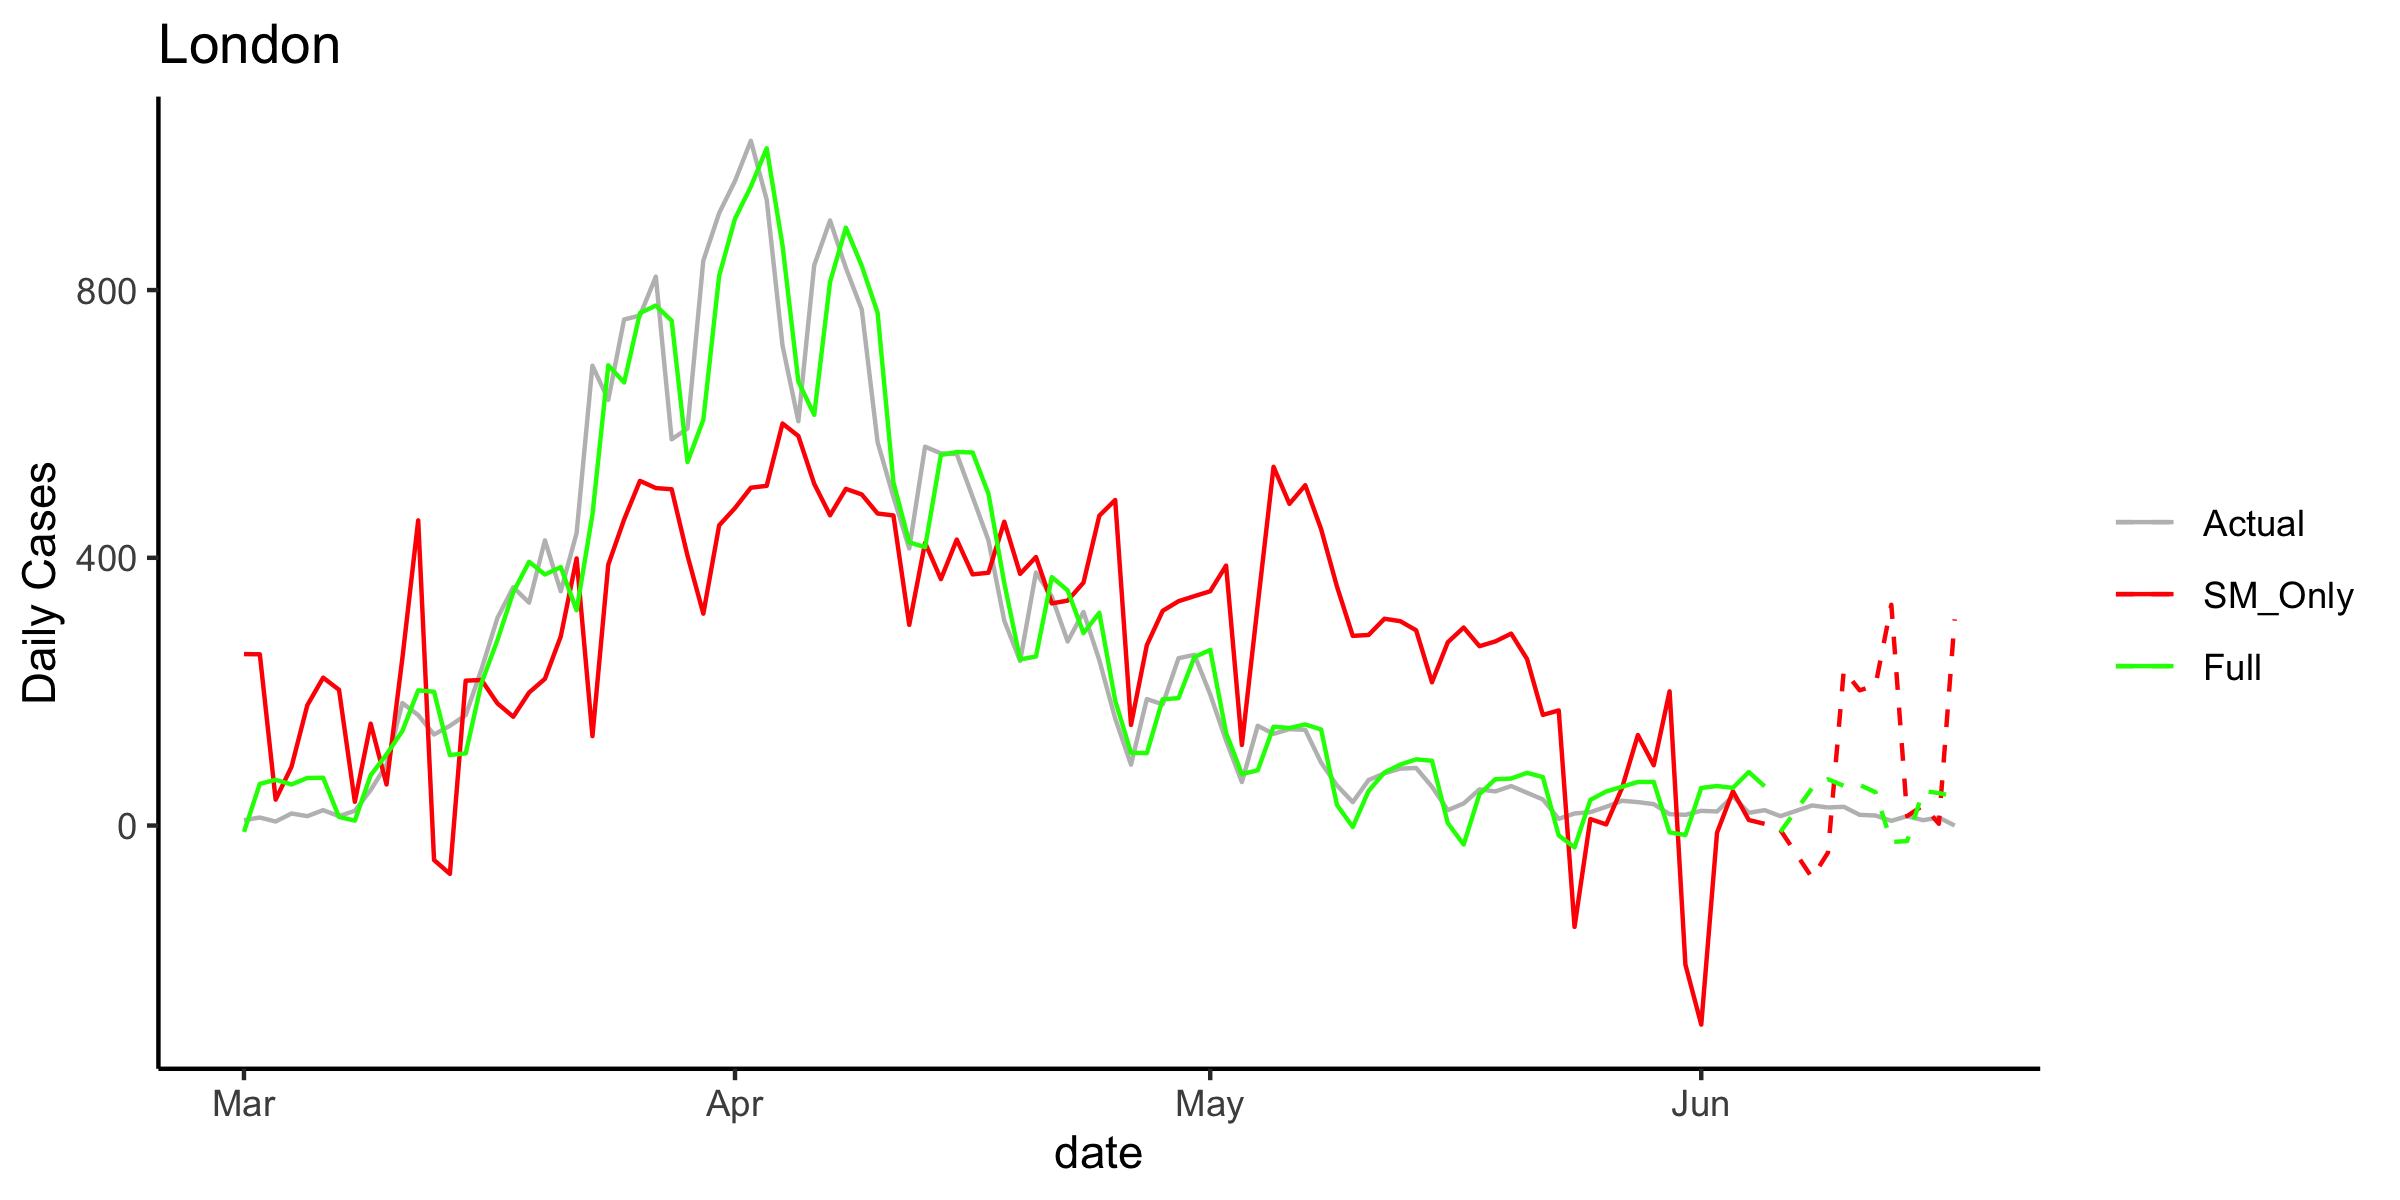 London
Daily Cases
800
400
0
Mar
Apr
May
Jun
date
Actual
SM_Only
Full